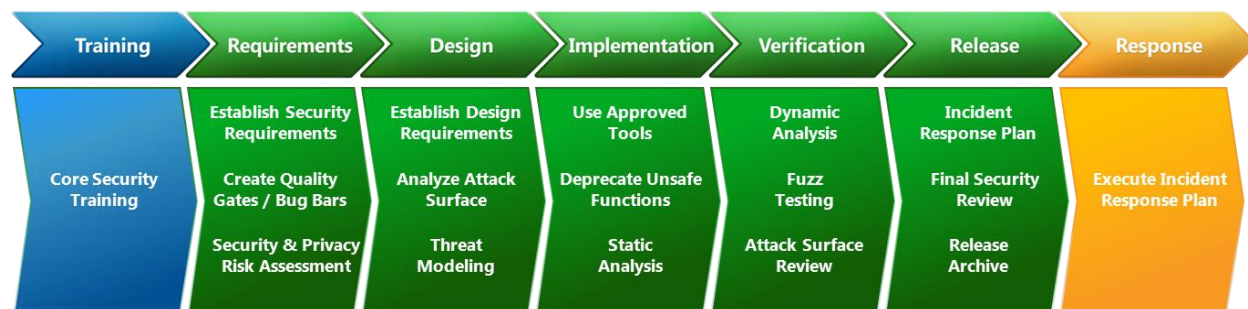 Training
Requirements
Design
Implementation
Verification
Release
Response
Core Security
Training
Establish Security
Requirements
Create Quality
Gates / Bug Bars
Security & Privacy
Risk Assessment
Establish Design
Requirements
Analyze Attack
Surface
Threat
Modeling
Use Approved
Tools
Deprecate Unsafe
Functions
Static
Analysis
Dynamic
Analysis
Fuzz
Testing
Attack Surface
Review
Incident
Response Plan
Final Security
Review
Release
Archive
Execute Incident
Response Plan